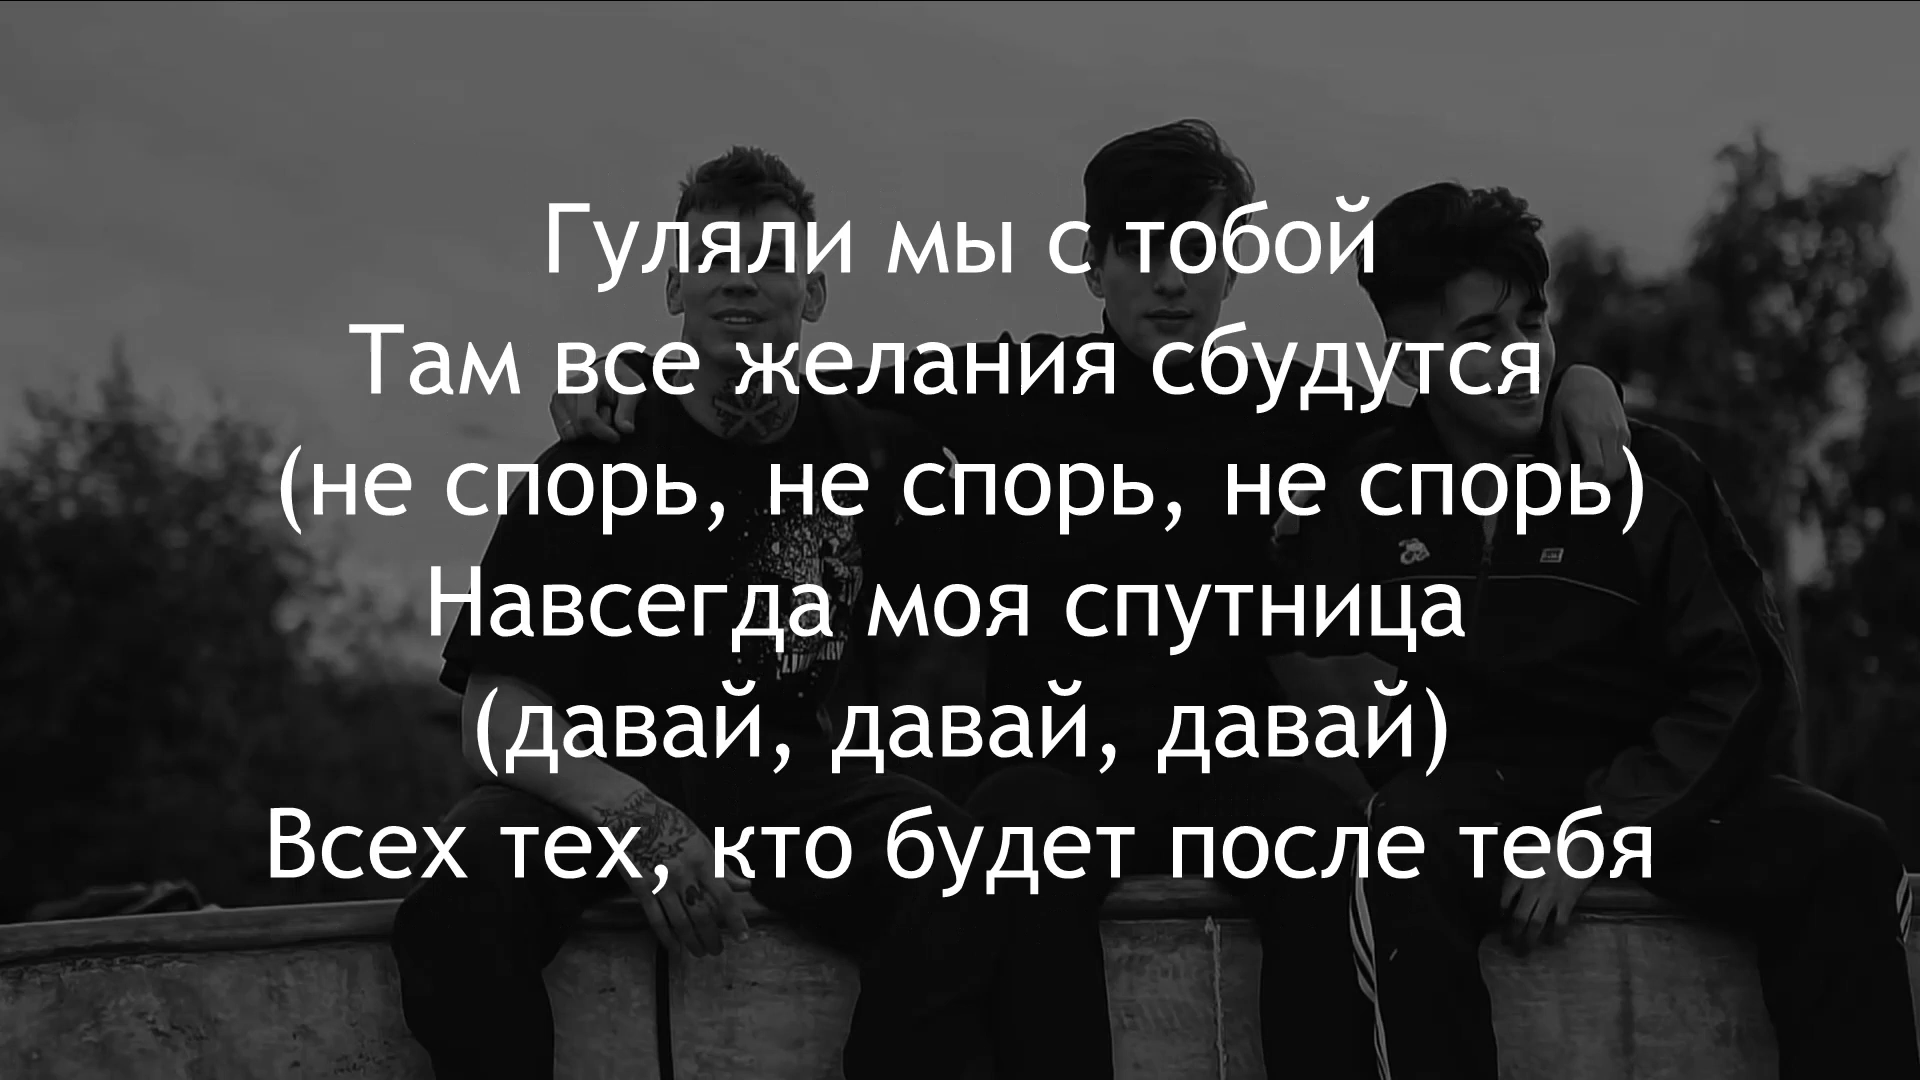 Гуляли мы с тобой
Там все желания сбудутся
(не спорь, не спорь, не спорь)
Навсегда моя спутница
(давай, давай, давай)
Всех тех, кто будет после тебя